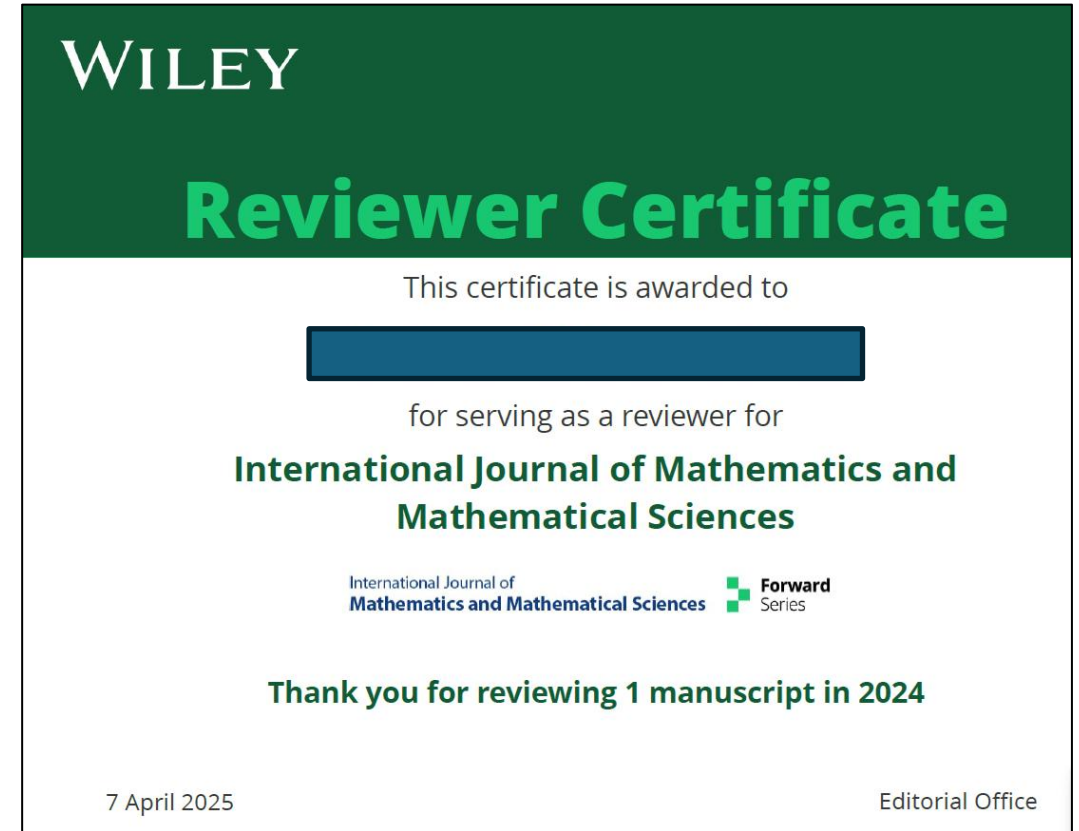 WILEY
Reviewer Certificate
This certificate is awarded to
for serving as a reviewer for
International Journal of Mathematics and
Mathematical Sciences
International Journal of
Mathematics and Mathematical Sciences
Forward
Series
Thank you for reviewing 1 manuscript in 2024
7 April 2025
Editorial Office